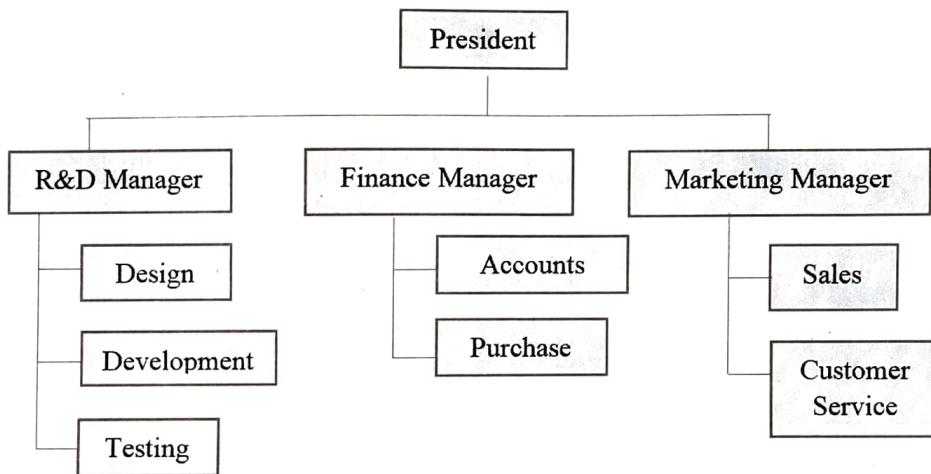 President
R&D Manager
Finance Manager
Marketing Manager
Design
Development
Testing
Accounts
Purchase
Sales
Customer
Service